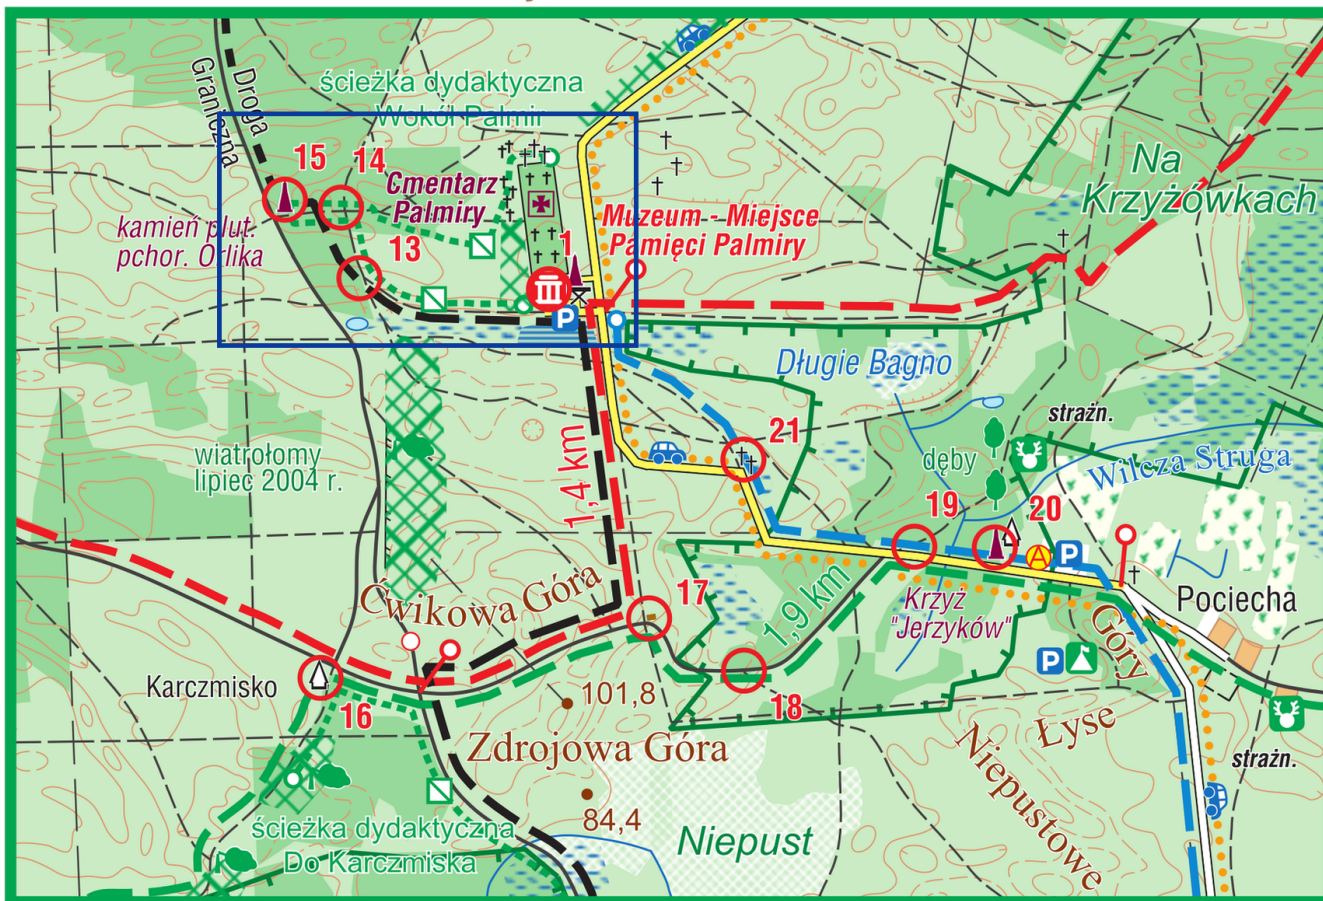 Droga
Graniczna
ścieżka dydaktyczna
Wokół Palmir
15
14
Cmentarz
Palmiry
kamień plut.
pchor. Orlika
13
1
Muzeum - Miejsce
Pamięci Palmiry
Na
Krzyżówkach
P
Długie Bagno
strażn.
wiatrołomy
lipiec 2004 r.
1,4 km
21
dęby
Wilcza Struga
19
20
A
P
Ćwikowa Góra
17
1,9 km
Krzyż
"Jerzyków"
Pociecha
Góry
P
Karczmisko
16
101,8
18
Zdrojowa Góra
Łyse
Niepustowe
strażn.
84,4
ścieżka dydaktyczna
Do Karczmiska
Niepust